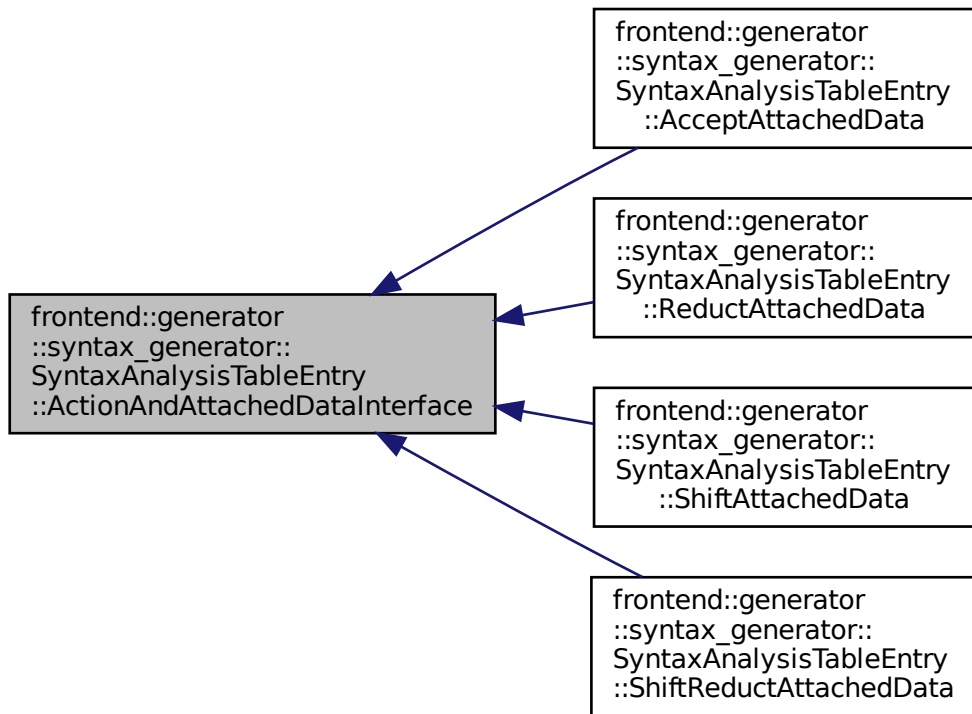 frontend::generator
::syntax_generator::
SyntaxAnalysisTableEntry
::AcceptAttachedData
frontend::generator
::syntax_generator::
SyntaxAnalysisTableEntry
::ReductAttachedData
frontend::generator
::syntax_generator::
SyntaxAnalysisTableEntry
::ActionAndAttachedDataInterface
frontend::generator
::syntax_generator::
SyntaxAnalysisTableEntry
::ShiftAttachedData
frontend::generator
::syntax_generator::
SyntaxAnalysisTableEntry
::ShiftReductAttachedData